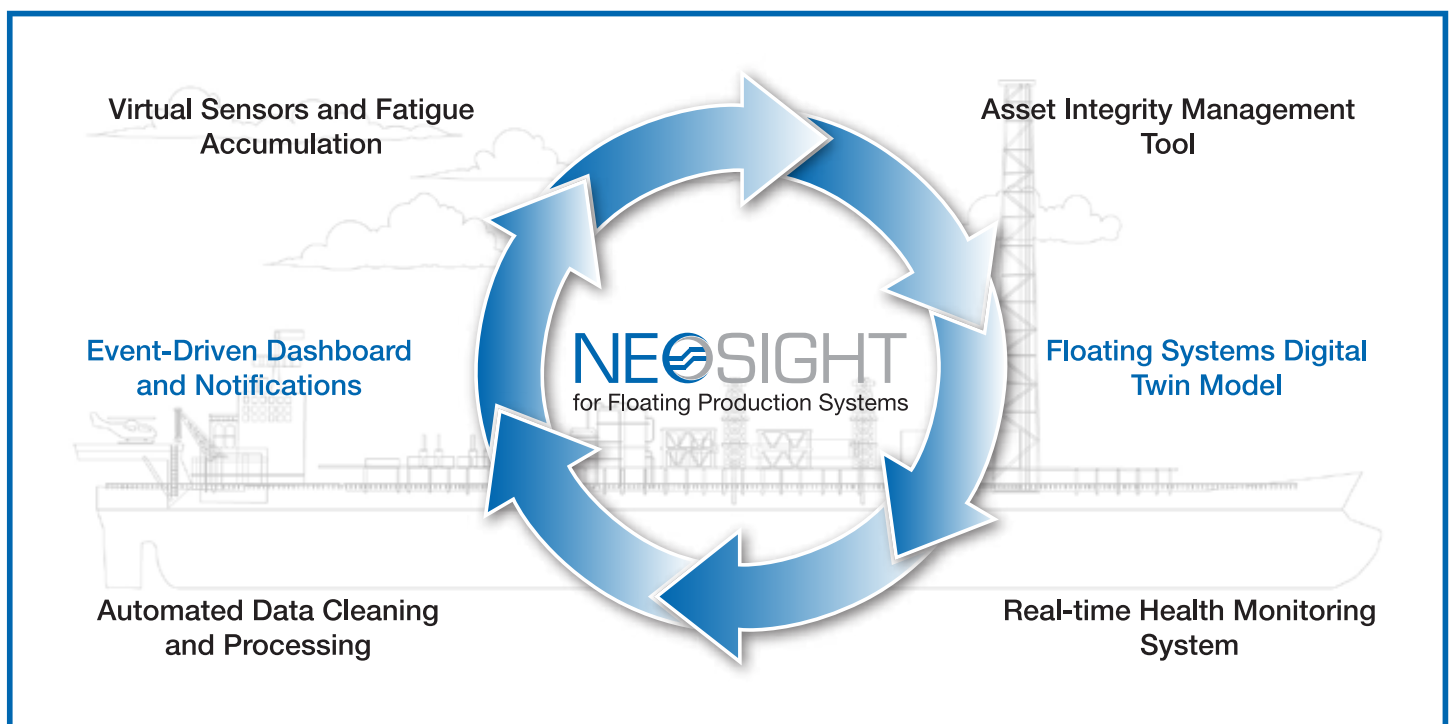 Virtual Sensors and Fatigue
Accumulation
Asset Integrity Management
Tool
Event-Driven Dashboard
and Notifications
NEOSIGHT
for Floating Production Systems
Floating Systems Digital
Twin Model
Automated Data Cleaning
and Processing
Real-time Health Monitoring
System